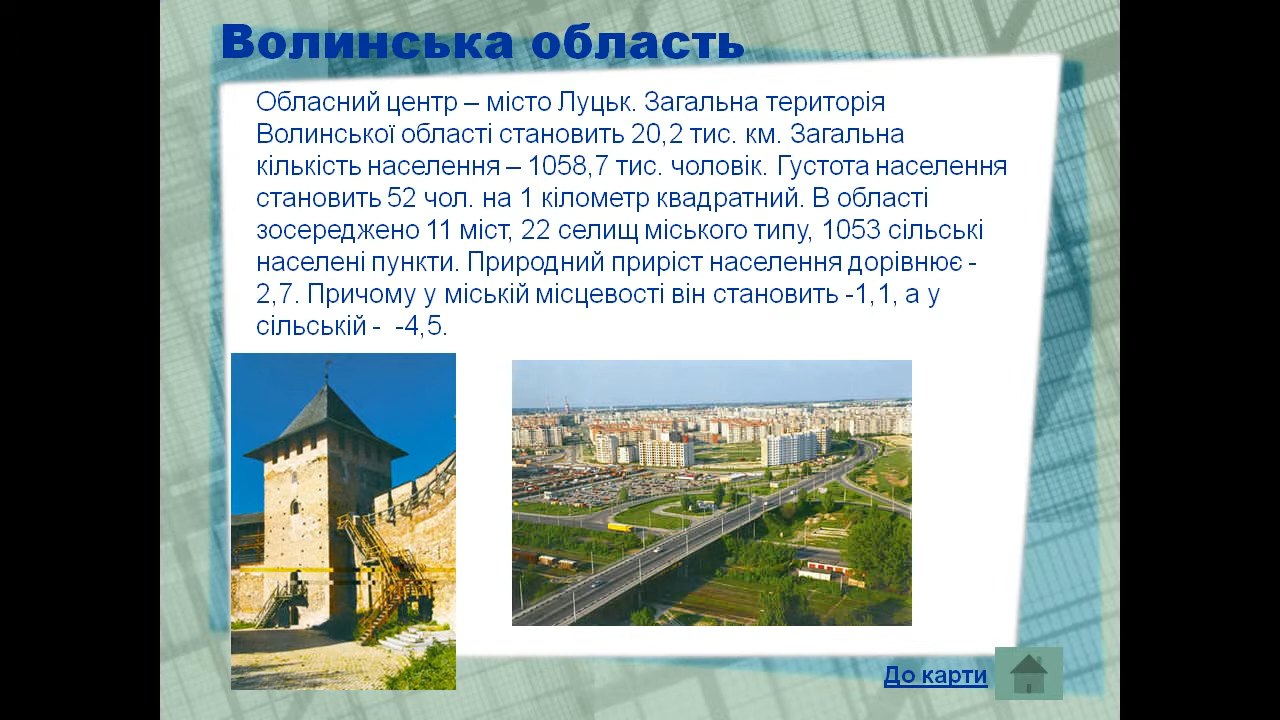 Волинська область
Обласний центр – місто Луцьк. Загальна територія
Волинської області становить 20,2 тис. км. Загальна
кількість населення – 1058,7 тис. чоловік. Густота населення
становить 52 чол. на 1 кілометр квадратний. В області
зосереджено 11 міст, 22 селищ міського типу, 1053 сільські
населені пункти. Природний приріст населення дорівнює -
2,7. Причому у міській місцевості він становить -1,1, а у
сільській -  -4,5.
До карти